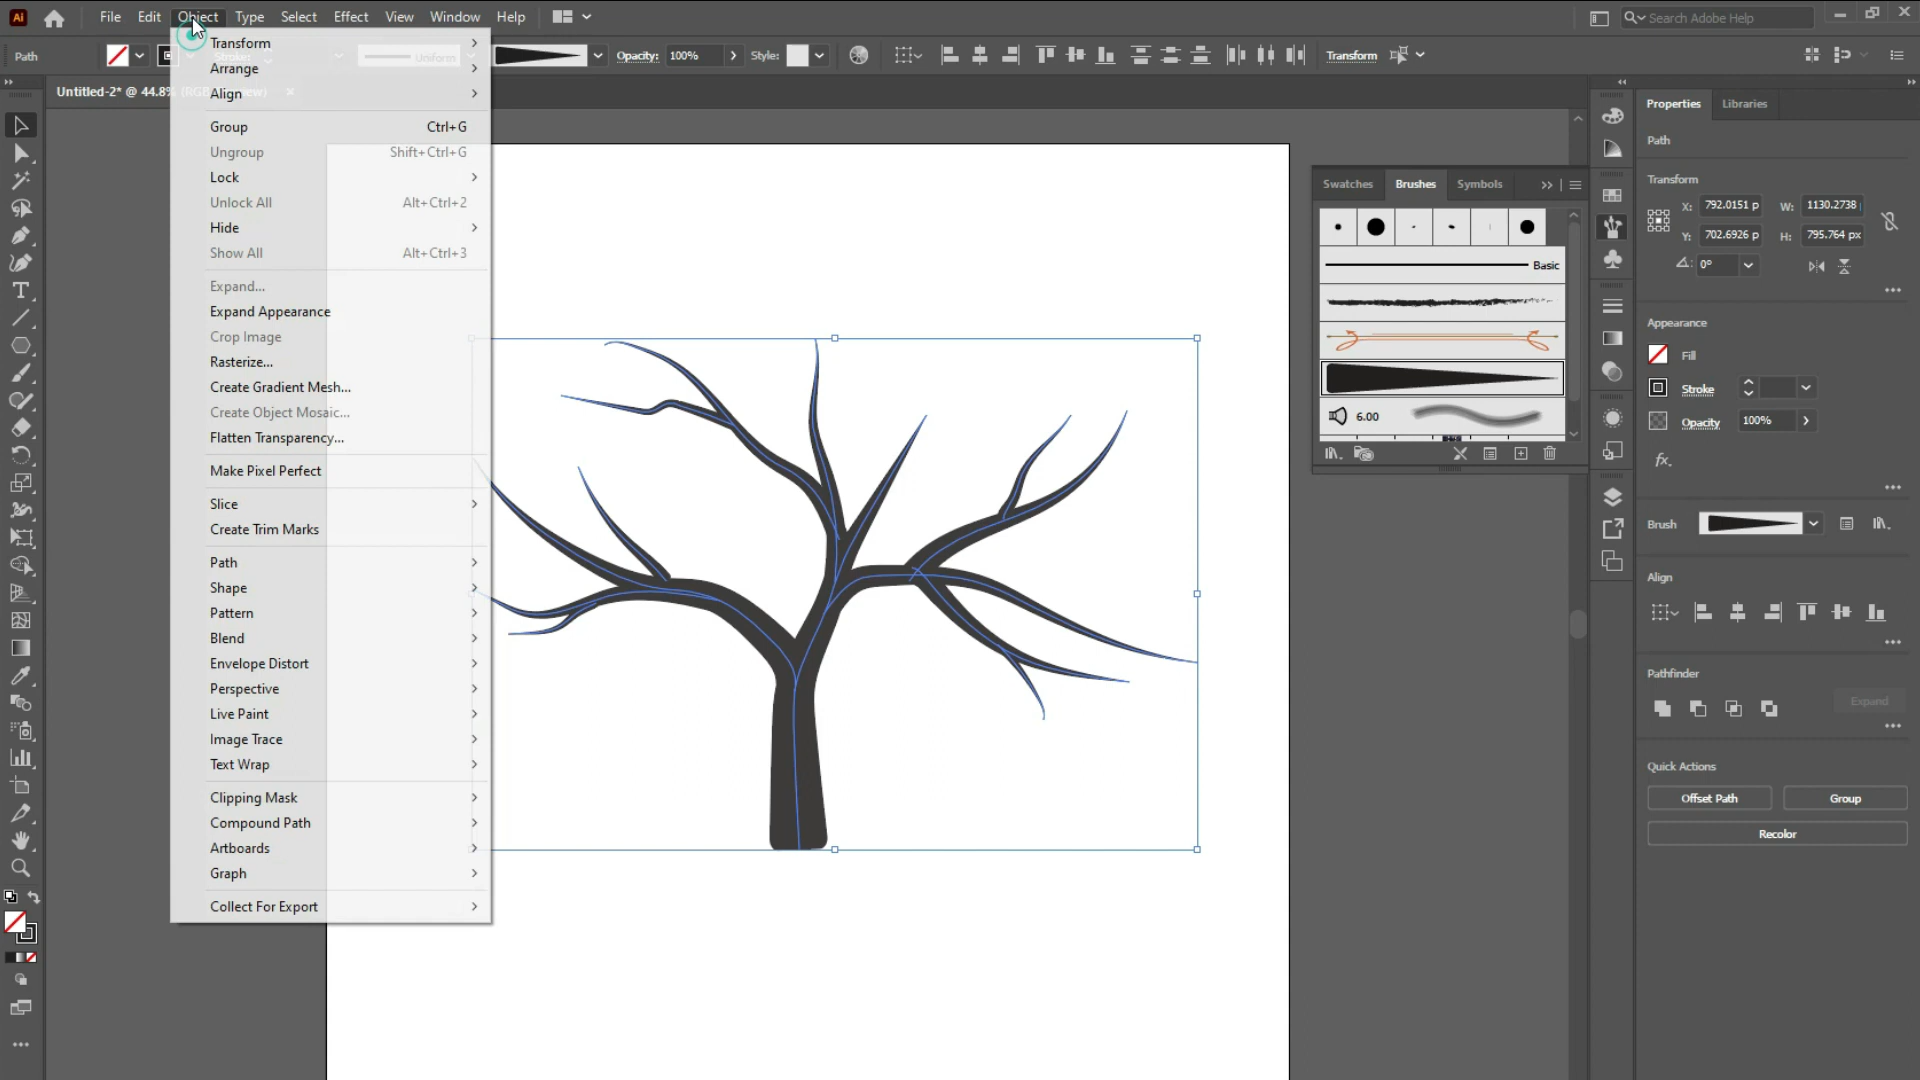 Ai File Edit Object Type Select Effect View Window Help Search Adobe Help
Path Uniform Opacity: 100% Style: Transform
Untitled-2* @ 44.8%
Transform
Arrange
Align
Group Ctrl+G
Ungroup Shift+Ctrl+G
Lock
Unlock All Alt+Ctrl+2
Hide
Show All Alt+Ctrl+3
Expand...
Expand Appearance
Crop Image
Rasterize...
Create Gradient Mesh...
Create Object Mosaic...
Flatten Transparency...
Make Pixel Perfect
Slice
Create Trim Marks
Path
Shape
Pattern
Blend
Envelope Distort
Perspective
Live Paint
Image Trace
Text Wrap
Clipping Mask
Compound Path
Artboards
Graph
Collect For Export
Swatches Brushes Symbols
Basic
6.00
Properties Libraries
Path
Transform
X: 792.0151 p W: 1130.2738
Y: 702.6926 p H: 795.764 px
0°
Appearance
Fill
Stroke
Opacity 100%
fx.
Brush
Align
Pathfinder
Expand
Quick Actions
Offset Path Group
Recolor